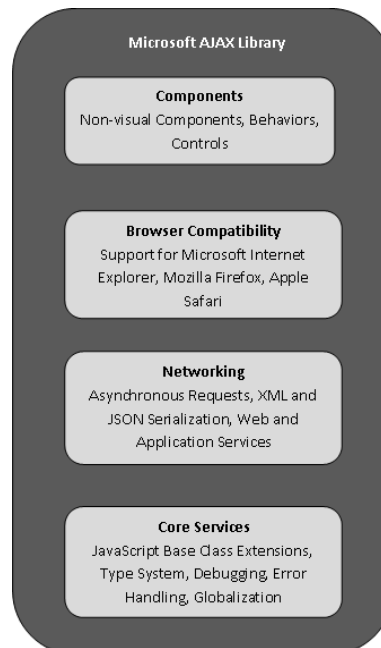 Microsoft AJAX Library
Components
Non-visual Components, Behaviors,
Controls
Browser Compatibility
Support for Microsoft Internet
Explorer, Mozilla Firefox, Apple
Safari
Networking
Asynchronous Requests, XML and
JSON Serialization, Web and
Application Services
Core Services
JavaScript Base Class Extensions,
Type System, Debugging, Error
Handling, Globalization